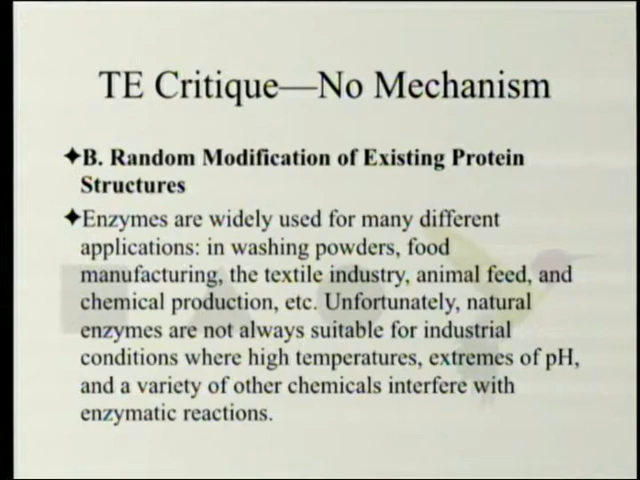 TE Critique—No Mechanism
✦B. Random Modification of Existing Protein
Structures
✦Enzymes are widely used for many different
applications: in washing powders, food
manufacturing, the textile industry, animal feed, and
chemical production, etc. Unfortunately, natural
enzymes are not always suitable for industrial
conditions where high temperatures, extremes of pH,
and a variety of other chemicals interfere with
enzymatic reactions.